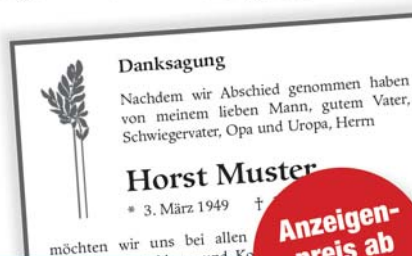 Danksagung
Nachdem wir Abschied genommen haben
von meinem lieben Mann, gutem Vater,
Schwiegervater, Opa und Uropa, Herrn
Horst Muster
* 3. März 1949 †
möchten wir uns bei allen
und
Anzeigen-
preis ab